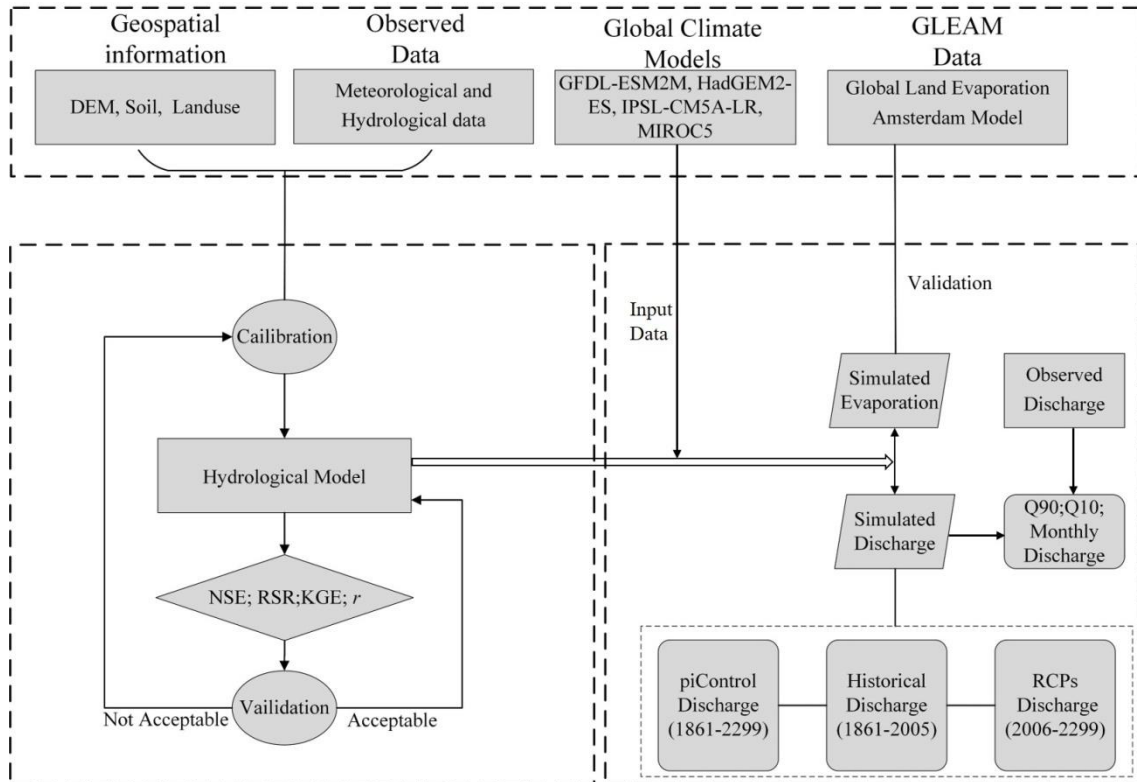 Geospatial
information
DEM, Soil, Landuse
Observed
Data
Meteorological and
Hydrological data
Global Climate
Models
GFDL-ESM2M, HadGEM2-
ES, IPSL-CM5A-LR,
MIROC5
GLEAM
Data
Global Land Evaporation
Amsterdam Model
Cailibration
Hydrological Model
NSE; RSR;KGE; r
Vailidation
Not Acceptable
Acceptable
Input
Data
Validation
Simulated
Evaporation
Observed
Discharge
Simulated
Discharge
Q90;Q10;
Monthly
Discharge
piControl
Discharge
(1861-2299)
Historical
Discharge
(1861-2005)
RCPs
Discharge
(2006-2299)